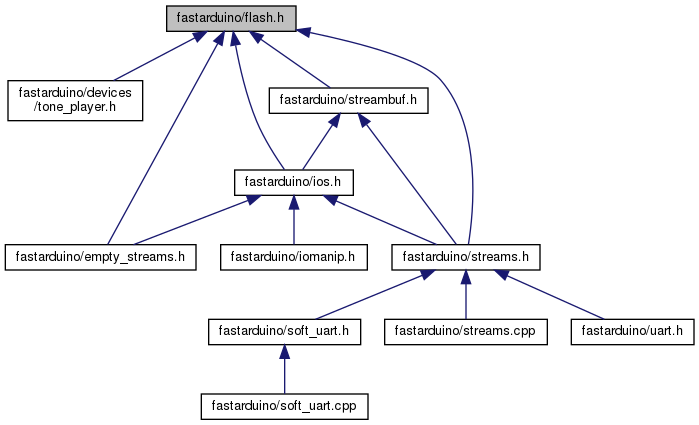 fastarduino/flash.h
fastarduino/devices
/tone_player.h
fastarduino/streambuf.h
fastarduino/ios.h
fastarduino/empty_streams.h
fastarduino/iomanip.h
fastarduino/streams.h
fastarduino/soft_uart.h
fastarduino/streams.cpp
fastarduino/uart.h
fastarduino/soft_uart.cpp